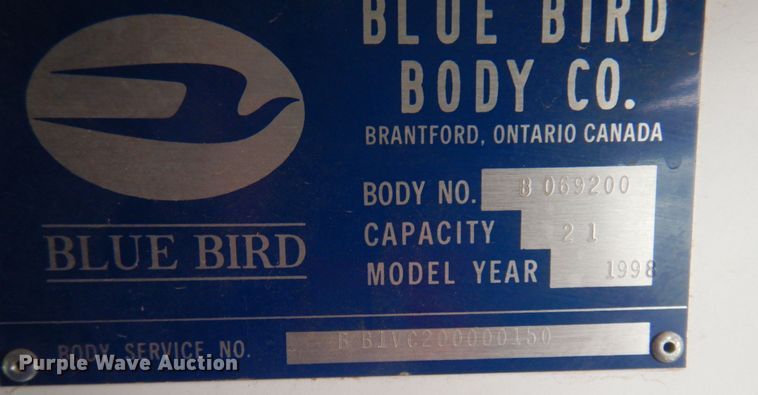 BLUE BIRD
BODY CO.
BRANTFORD, ONTARIO CANADA
BODY NO. B 069200
CAPACITY 21
MODEL YEAR 1998
BLUE BIRD
BODY SERVICE NO. B B1VC200000150
Purple Wave Auction